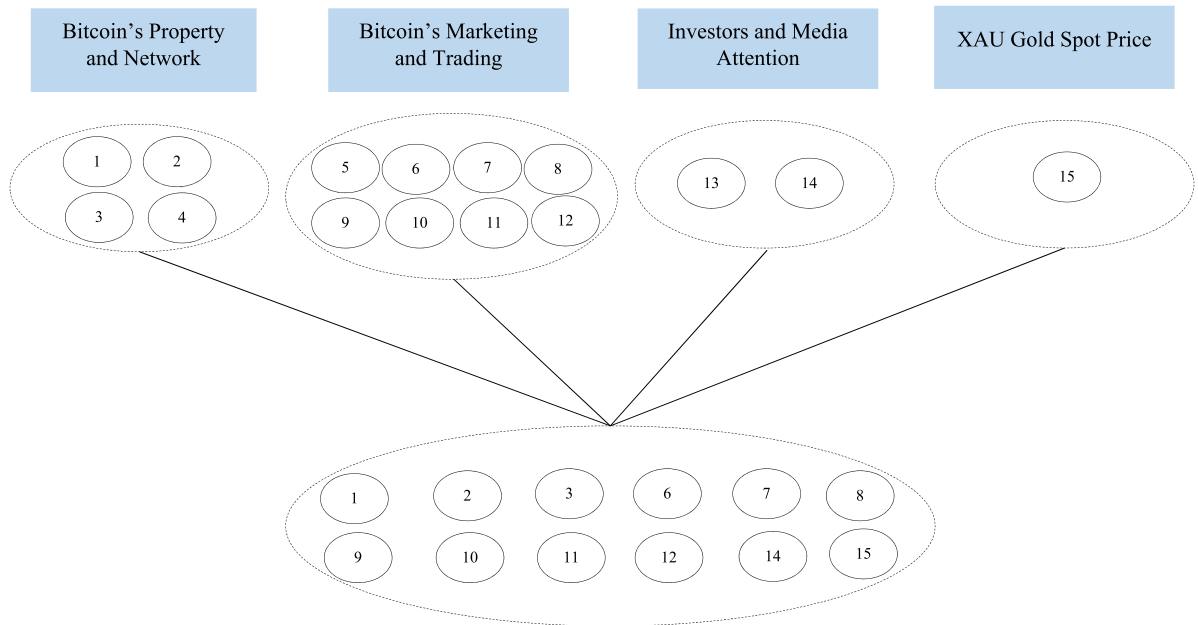 Bitcoin’s Property
and Network
Bitcoin’s Marketing
and Trading
Investors and Media
Attention
XAU Gold Spot Price
1 2
3 4
5 6 7 8
9 10 11 12
13 14
15
1 2 3 6 7 8
9 10 11 12 14 15